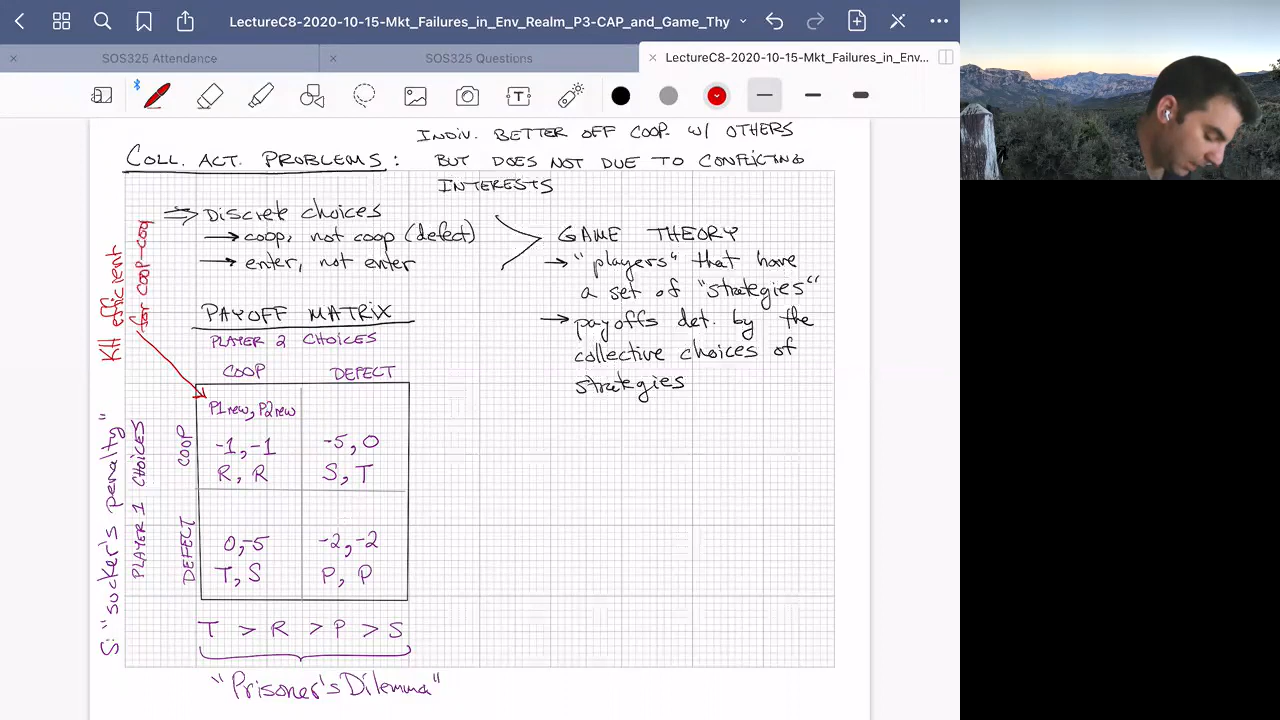 LectureC8-2020-10-15-Mkt_Failures_in_Env_Realm_P3-CAP_and_Game_Thy
SOS325 Attendance
SOS325 Questions
LectureC8-2020-10-15-Mkt_Failures_in_Env...
INDIV. BETTER OFF COOP. W/ OTHERS
COLL. ACT. PROBLEMS: BUT DOES NOT DUE TO CONFLICTING
INTERESTS
⇒ Discrete choices
→ coop, not coop (defect)
→ enter, not enter
GAME THEORY
→ "players" that have
a set of "strategies"
→ payoffs det. by the
collective choices of
strategies
KH efficient
for coop-coop
PAYOFF MATRIX
PLAYER 2 CHOICES
COOP DEFECT
S: "sucker's penalty"
PLAYER 1 CHOICES
COOP
P1rew, P2rew
-1, -1 -5, 0
R, R S, T
DEFECT
0, -5 -2, -2
T, S P, P
T > R > P > S
"Prisoner's Dilemma"